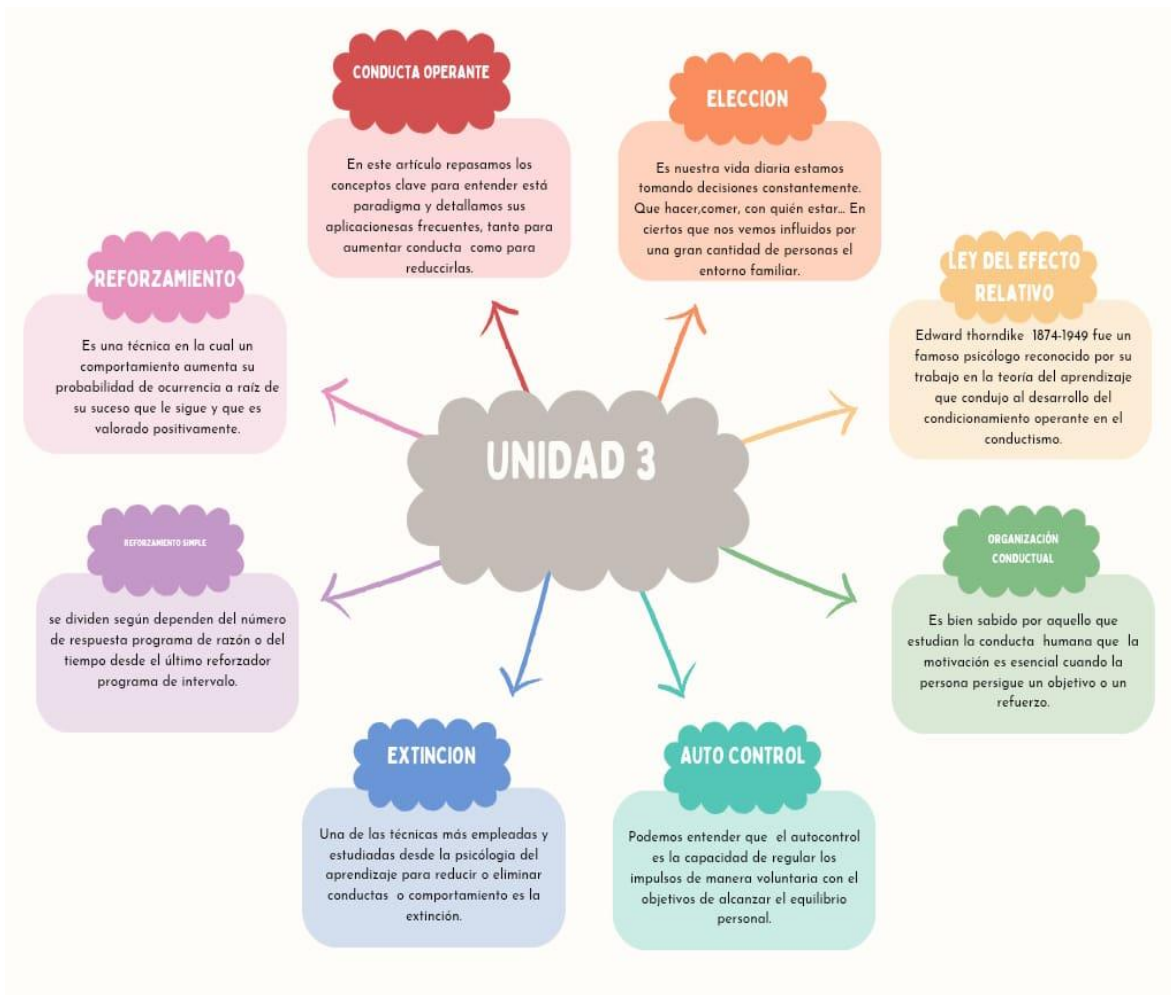 UNIDAD 3
CONDUCTA OPERANTE
En este artículo repasamos los
conceptos clave para entender está
paradigma y detallamos sus
aplicacionesas frecuentes, tanto para
aumentar conducta como para
reduccirlas.
ELECCION
Es nuestra vida diaria estamos
tomando decisiones constantemente.
Que hacer,comer, con quién estar... En
ciertos que nos vemos influidos por
una gran cantidad de personas el
entorno familiar.
LEY DEL EFECTO
RELATIVO
Edward thorndike 1874-1949 fue un
famoso psicólogo reconocido por su
trabajo en la teoría del aprendizaje
que condujo al desarrollo del
condicionamiento operante en el
conductismo.
ORGANIZACIÓN
CONDUCTUAL
Es bien sabido por aquello que
estudian la conducta humana que la
motivación es esencial cuando la
persona persigue un objetivo o un
refuerzo.
AUTO CONTROL
Podemos entender que el autocontrol
es la capacidad de regular los
impulsos de manera voluntaria con el
objetivos de alcanzar el equilibrio
personal.
EXTINCION
Una de las técnicas más empleadas y
estudiadas desde la psicólogia del
aprendizaje para reducir o eliminar
conductas o comportamiento es la
extinción.
REFORZAMIENTO SIMPLE
se dividen según dependen del número
de respuesta programa de razón o del
tiempo desde el último reforzador
programa de intervalo.
REFORZAMIENTO
Es una técnica en la cual un
comportamiento aumenta su
probabilidad de ocurrencia a raíz de
su suceso que le sigue y que es
valorado positivamente.